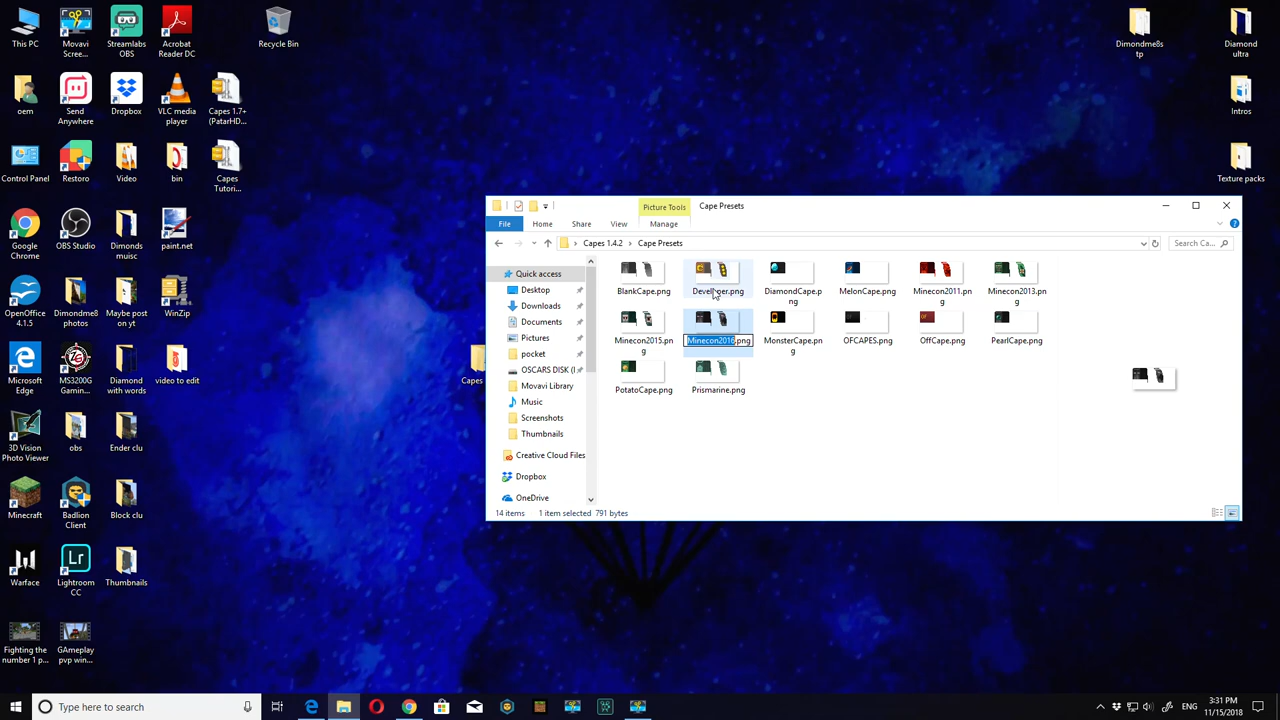 This PC
Movavi Scree...
Streamlabs OBS
Acrobat Reader DC
Recycle Bin
Dimondme8s tp
Diamond ultra
oem
Send Anywhere
Dropbox
VLC media player
Capes 1.7+ (PatarHD...
Intros
Control Panel
Restoro
Video
bin
Capes Tutori...
Texture packs
Google Chrome
OBS Studio
Dimonds muisc
paint.net
OpenOffice 4.1.5
Dimondme8 photos
Maybe post on yt
WinZip
Microsoft Edge
MS3200G Gamin...
Diamond with words
video to edit
Capes
3D Vision Photo Viewer
obs
Ender clu
Minecraft
Badlion Client
Block clu
Warface
Lightroom CC
Thumbnails
Fighting the number 1 p...
GAmeplay pvp win...
Picture Tools
Cape Presets
File
Home
Share
View
Manage
Capes 1.4.2
Cape Presets
Search Ca...
Quick access
Desktop
Downloads
Documents
Pictures
pocket
OSCARS DISK (I
Movavi Library
Music
Screenshots
Thumbnails
Creative Cloud Files
Dropbox
OneDrive
BlankCape.png
Developer.png
DiamondCape.png
MelonCape.png
Minecon2011.png
Minecon2013.png
Minecon2015.png
Minecon2016.png
MonsterCape.png
OFCAPES.png
OffCape.png
PearlCape.png
PotatoCape.png
Prismarine.png
14 items
1 item selected 791 bytes
Type here to search
ENG
3:31 PM
11/15/2018